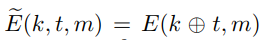 Ẽ(k, t, m) = E(k ⊕ t, m)